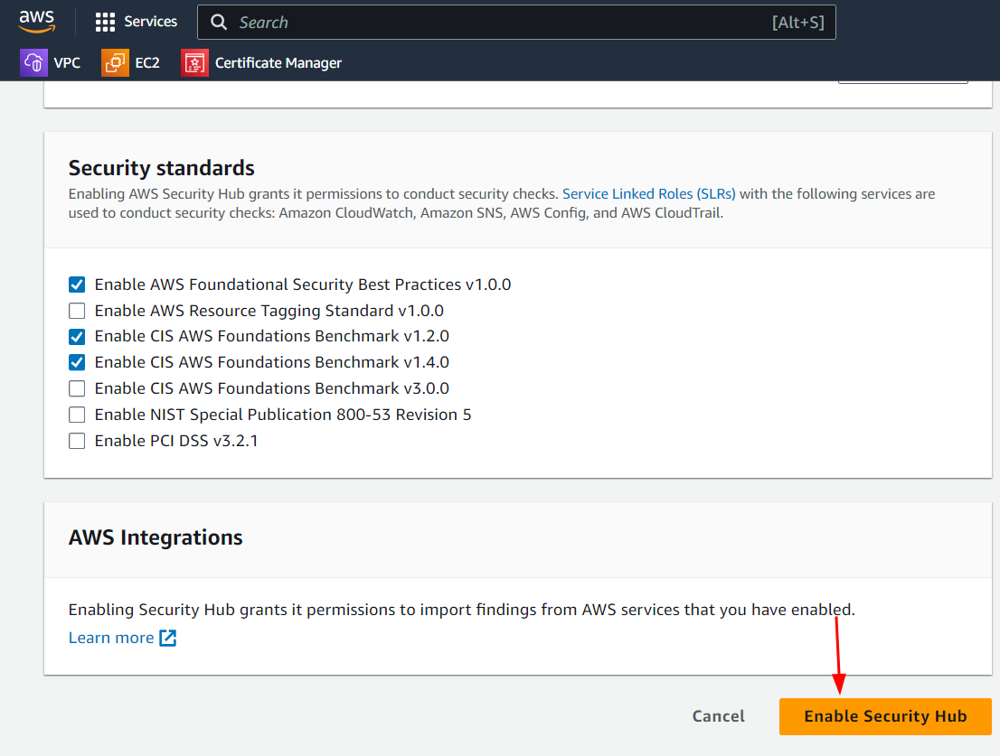 aws
Services
Search
[Alt+S]
VPC
EC2
Certificate Manager
Security standards
Enabling AWS Security Hub grants it permissions to conduct security checks. Service Linked Roles (SLRs) with the following services are
used to conduct security checks: Amazon CloudWatch, Amazon SNS, AWS Config, and AWS CloudTrail.
Enable AWS Foundational Security Best Practices v1.0.0
Enable AWS Resource Tagging Standard v1.0.0
Enable CIS AWS Foundations Benchmark v1.2.0
Enable CIS AWS Foundations Benchmark v1.4.0
Enable CIS AWS Foundations Benchmark v3.0.0
Enable NIST Special Publication 800-53 Revision 5
Enable PCI DSS v3.2.1
AWS Integrations
Enabling Security Hub grants it permissions to import findings from AWS services that you have enabled.
Learn more
Cancel
Enable Security Hub